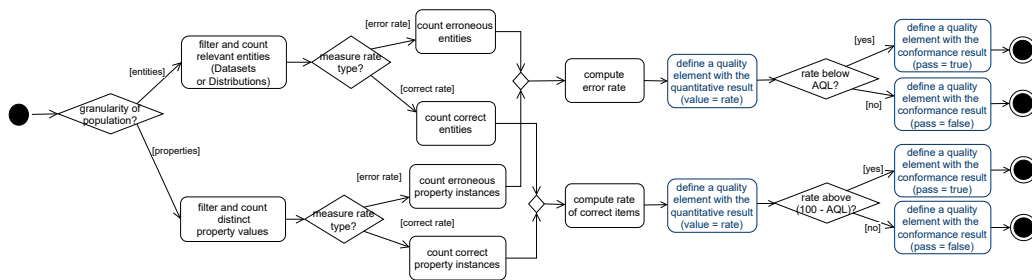 granularity of
population?
[entities]
[properties]
filter and count
relevant entities
(Datasets
or Distributions)
measure rate
type?
[error rate]
[correct rate]
count erroneous
entities
count correct
entities
filter and count
distinct
property values
measure rate
type?
[error rate]
[correct rate]
count erroneous
property instances
count correct
property instances
compute
error rate
define a quality
element with the
quantitative result
(value = rate)
rate below
AQL?
[yes]
[no]
define a quality
element with the
conformance result
(pass = true)
define a quality
element with the
conformance result
(pass = false)
compute rate
of correct items
define a quality
element with the
quantitative result
(value = rate)
rate above
(100 - AQL)?
[yes]
[no]
define a quality
element with the
conformance result
(pass = true)
define a quality
element with the
conformance result
(pass = false)